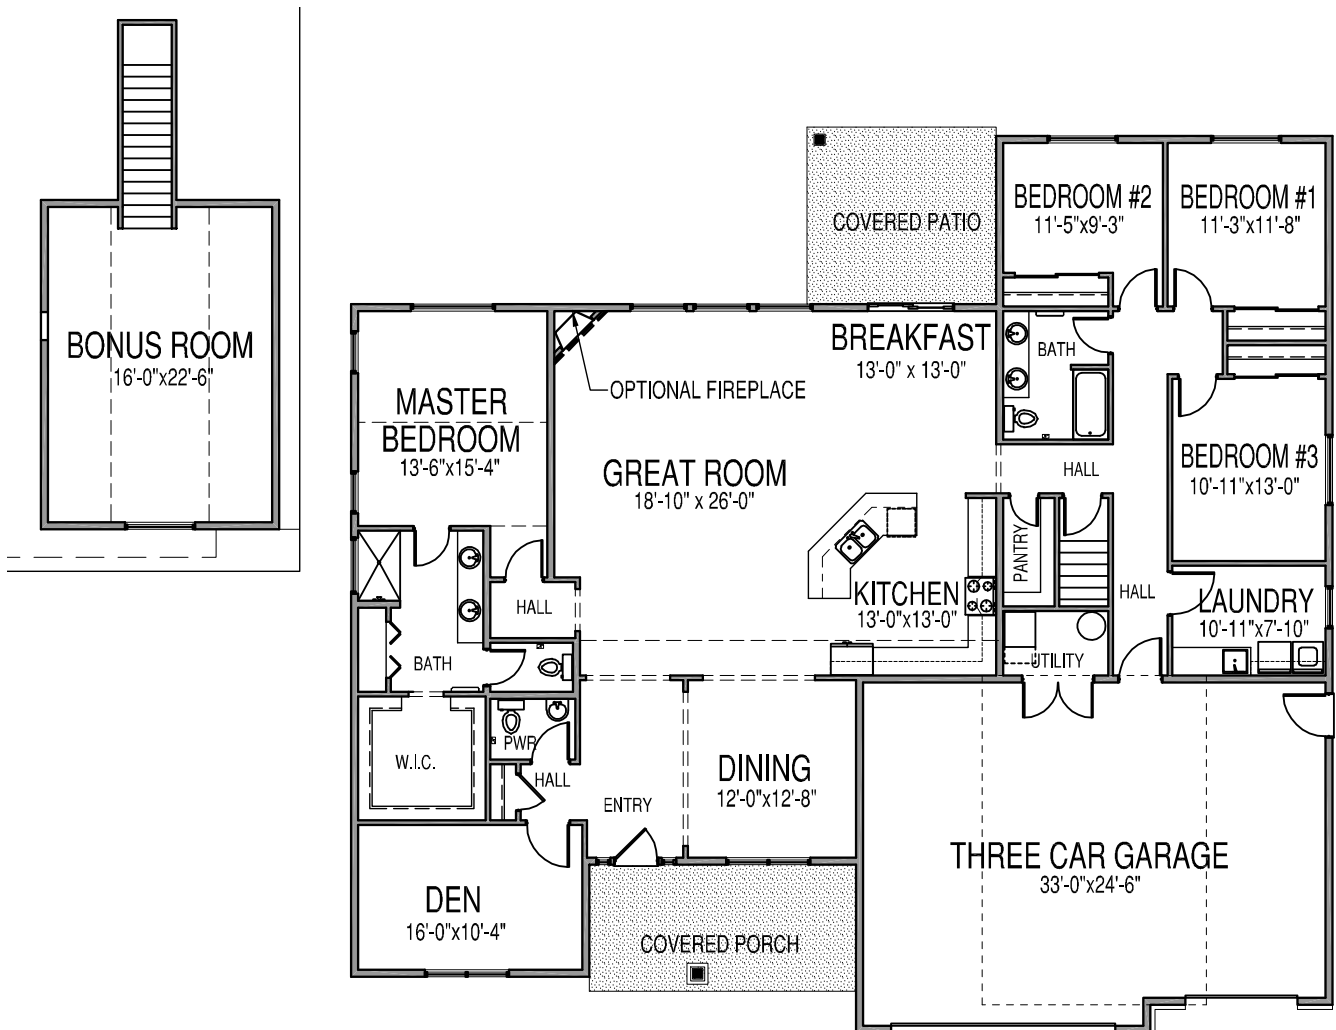 BONUS ROOM
16'-0"x22'-6"
COVERED PATIO
BEDROOM #2
11'-5"x9'-3"
BEDROOM #1
11'-3"x11'-8"
MASTER
BEDROOM
13'-6"x15'-4"
OPTIONAL FIREPLACE
BREAKFAST
13'-0" x 13'-0"
BATH
GREAT ROOM
18'-10" x 26'-0"
HALL
BEDROOM #3
10'-11"x13'-0"
PANTRY
KITCHEN
13'-0"x13'-0"
HALL
HALL
LAUNDRY
10'-11"x7'-10"
BATH
UTILITY
W.I.C.
PWR
HALL
ENTRY
DINING
12'-0"x12'-8"
THREE CAR GARAGE
33'-0"x24'-6"
DEN
16'-0"x10'-4"
COVERED PORCH